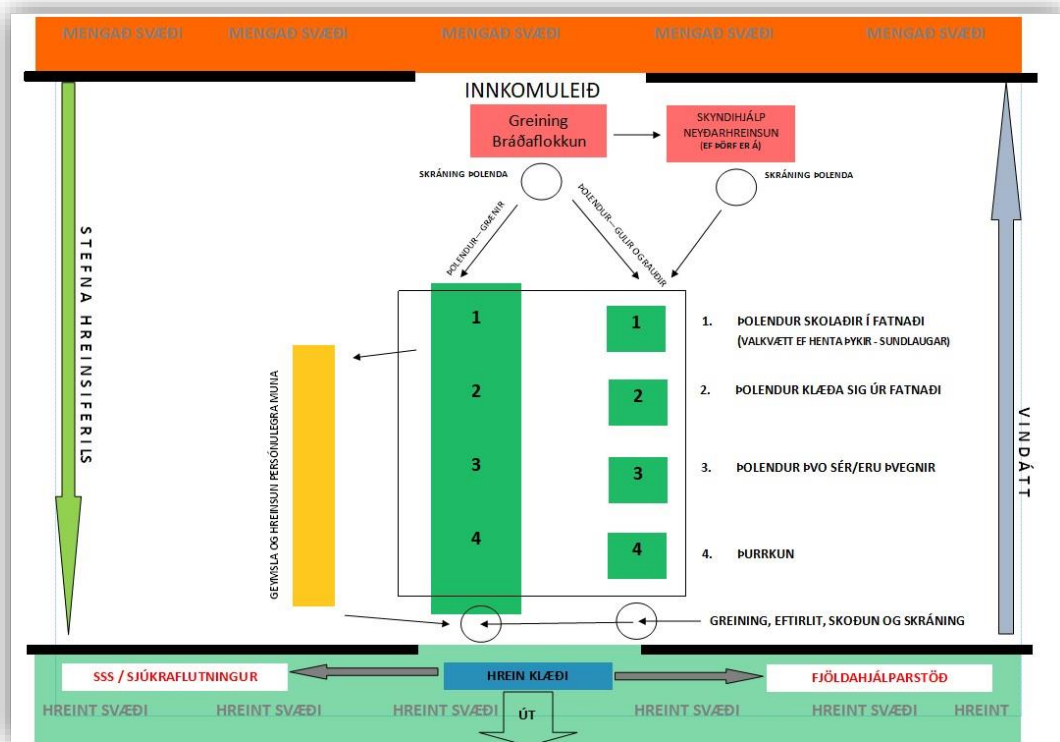 MENGAÐ SVÆÐI MENGAÐ SVÆÐI MENGAÐ SVÆÐI MENGAÐ SVÆÐI MENGAÐ SVÆÐI
INNKOMULEIÐ
Greining
Bráðaflokkun
SKYNDIHJÁLP
NEYÐARHREINSUN
(EF ÞÖRF ER Á)
SKRÁNING ÞOLENDA
SKRÁNING ÞOLENDA
ÞOLENDUR— GRÆNIR
ÞOLENDUR—GULIR OG RAUÐIR
STEFNA HREINSIFERILS
VINDÁTT
GEYMSLA OG HREINSUN PERSÓNULEGRA MUNA
1
2
3
4
1
2
3
4
1. ÞOLENDUR SKOLAÐIR Í FATNAÐI
(VALKVÆTT EF HENTA ÞYKIR - SUNDLAUGAR)
2. ÞOLENDUR KLÆÐA SIG ÚR FATNAÐI
3. ÞOLENDUR ÞVO SÉR/ERU ÞVEGNIR
4. ÞURRKUN
GREINING, EFTIRLIT, SKOÐUN OG SKRÁNING
SSS / SJÚKRAFLUTNINGUR
HREIN KLÆÐI
FJÖLDAHJÁLPARSTÖÐ
HREINT SVÆÐI HREINT SVÆÐI HREINT SVÆÐI ÚT HREINT SVÆÐI HREINT SVÆÐI HREINT